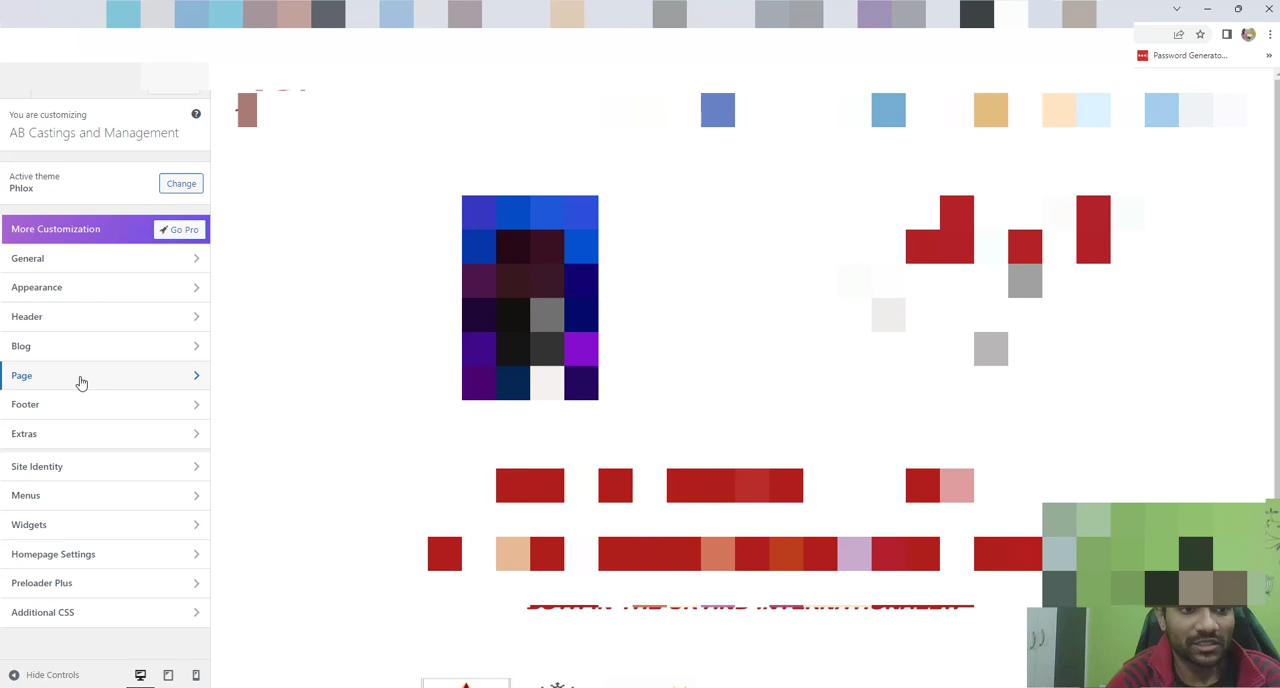 Password Generato...
»
You are customizing
AB Castings and Management
Active theme
Phlox
Change
More Customization
Go Pro
General
Appearance
Header
Blog
Page
Footer
Extras
Site Identity
Menus
Widgets
Homepage Settings
Preloader Plus
Additional CSS
Hide Controls